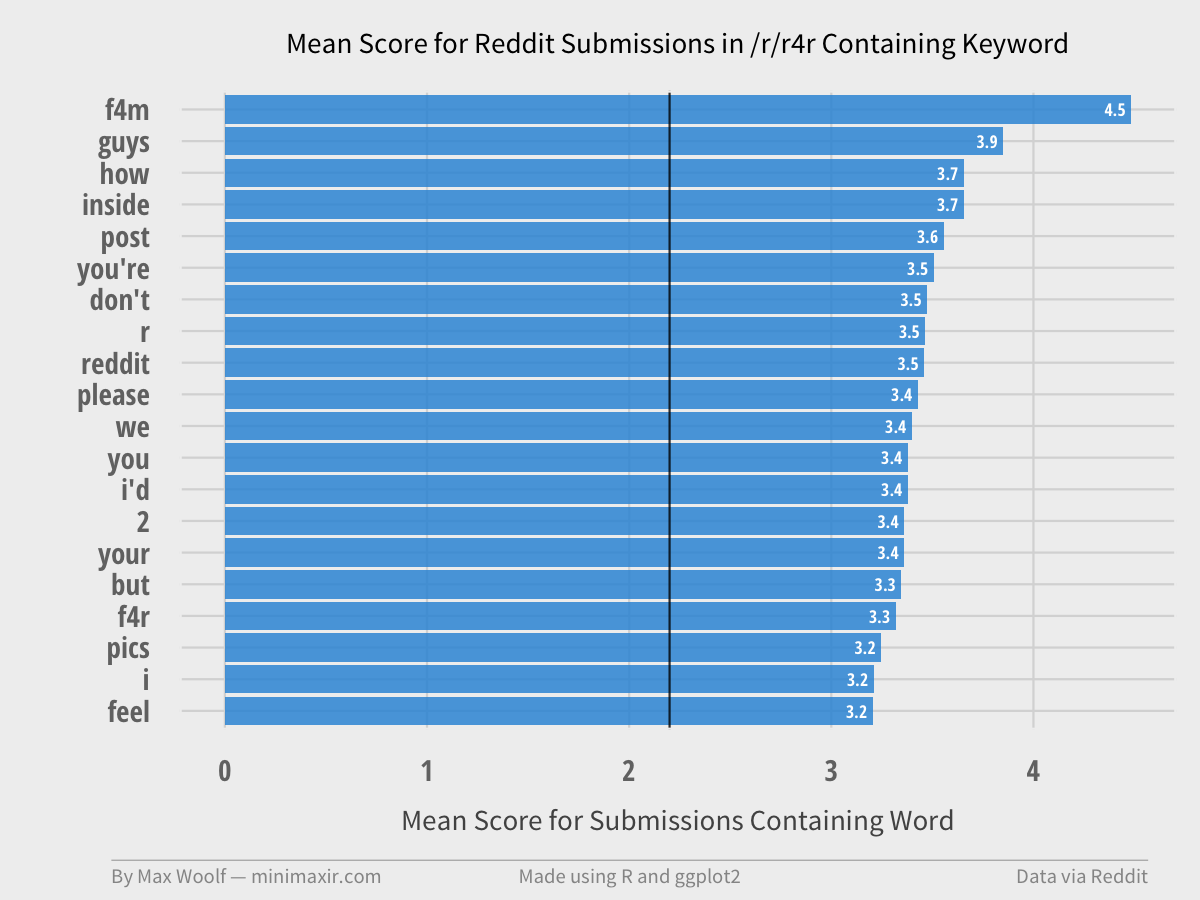 Mean Score for Reddit Submissions in /r/r4r Containing Keyword
f4m 4.5
guys 3.9
how 3.7
inside 3.7
post 3.6
you're 3.5
don't 3.5
r 3.5
reddit 3.5
please 3.4
we 3.4
you 3.4
i'd 3.4
2 3.4
your 3.4
but 3.3
f4r 3.3
pics 3.2
i 3.2
feel 3.2
0 1 2 3 4
Mean Score for Submissions Containing Word
By Max Woolf — minimaxir.com Made using R and ggplot2 Data via Reddit